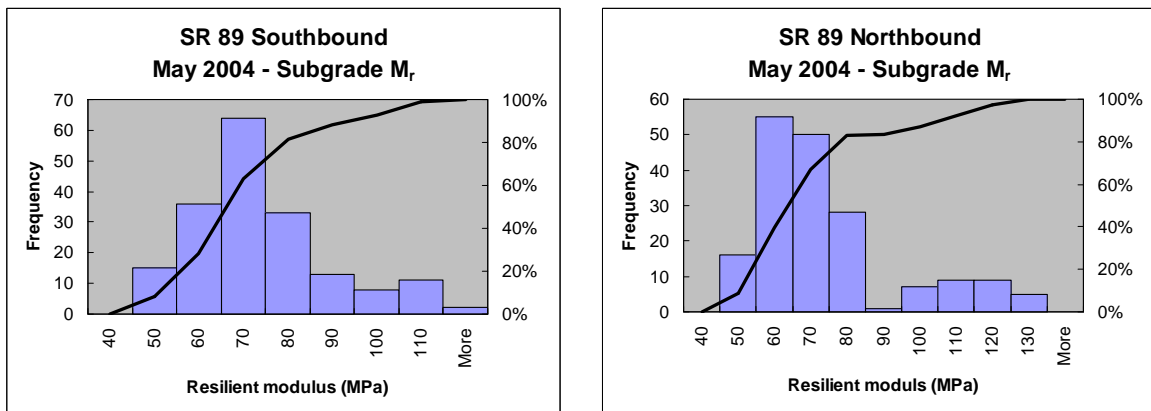 SR 89 Southbound
May 2004 - Subgrade Mr
70
60
50
40
30
20
10
0
100%
80%
60%
40%
20%
0%
Frequency
40 50 60 70 80 90 100 110 More
Resilient modulus (MPa)
SR 89 Northbound
May 2004 - Subgrade Mr
60
50
40
30
20
10
0
100%
80%
60%
40%
20%
0%
Frequency
40 50 60 70 80 90 100 110 120 130 More
Resilient moduls (MPa)